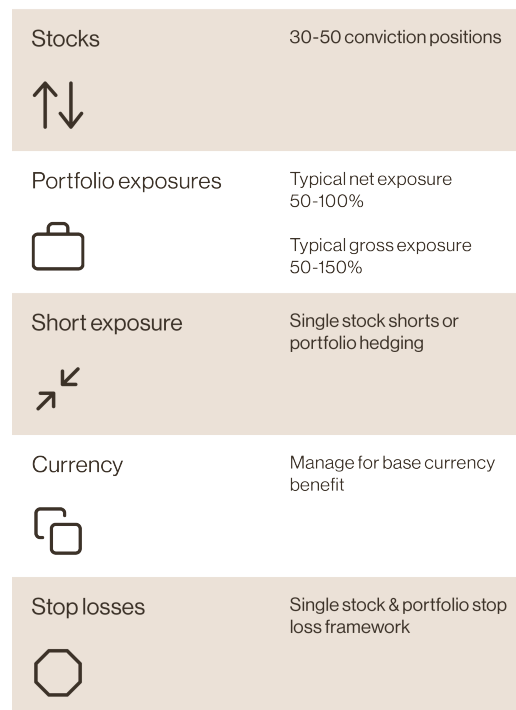 Stocks
30-50 conviction positions
Portfolio exposures
Typical net exposure
50-100%
Typical gross exposure
50-150%
Short exposure
Single stock shorts or
portfolio hedging
Currency
Manage for base currency
benefit
Stop losses
Single stock & portfolio stop
loss framework